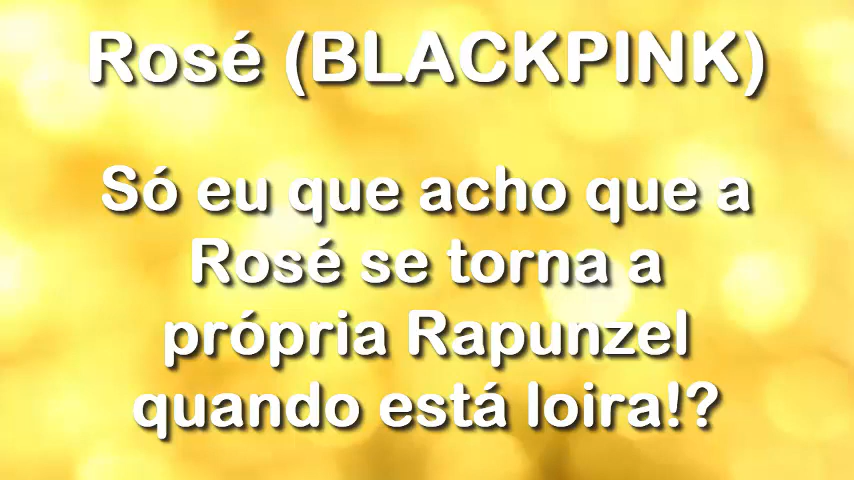 Rosé (BLACKPINK)
Só eu que acho que a
Rosé se torna a
própria Rapunzel
quando está loira!?